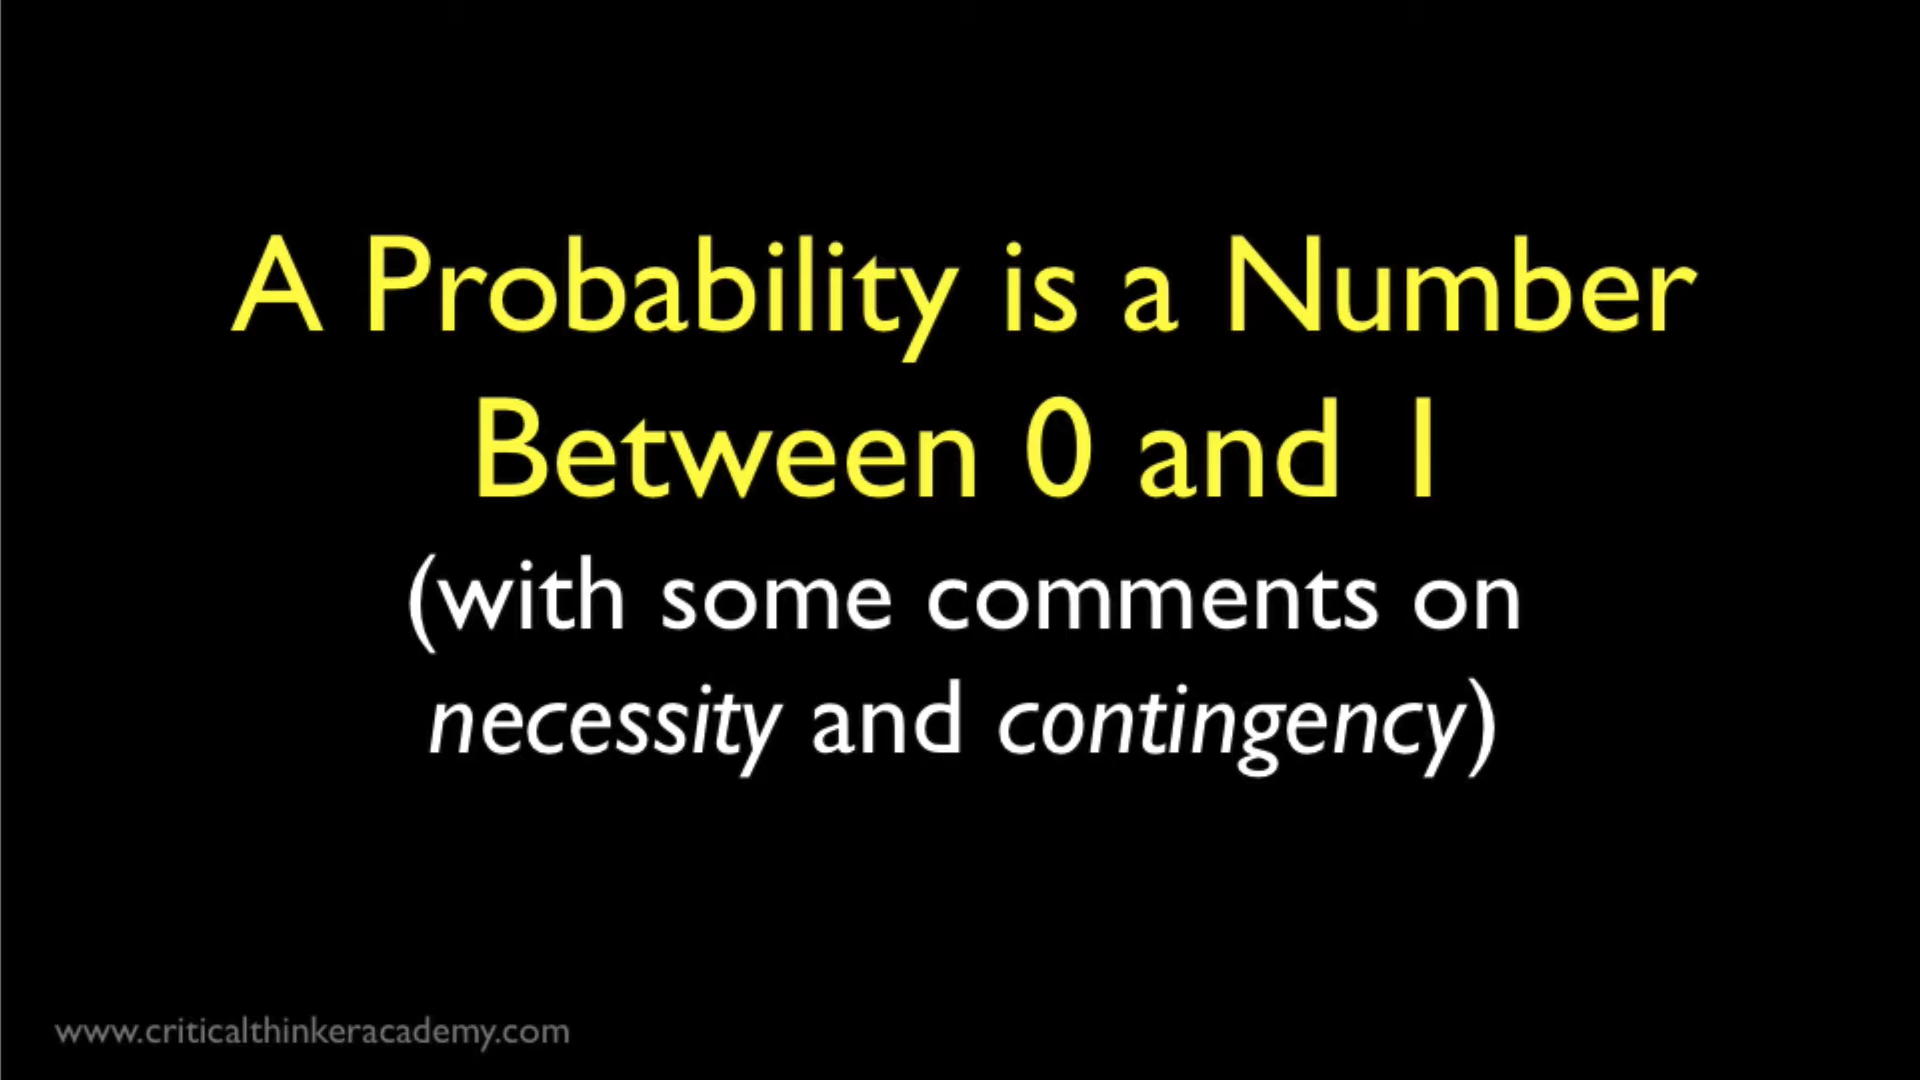 A Probability is a Number
Between 0 and 1
(with some comments on
necessity and contingency)
www.criticalthinkeracademy.com